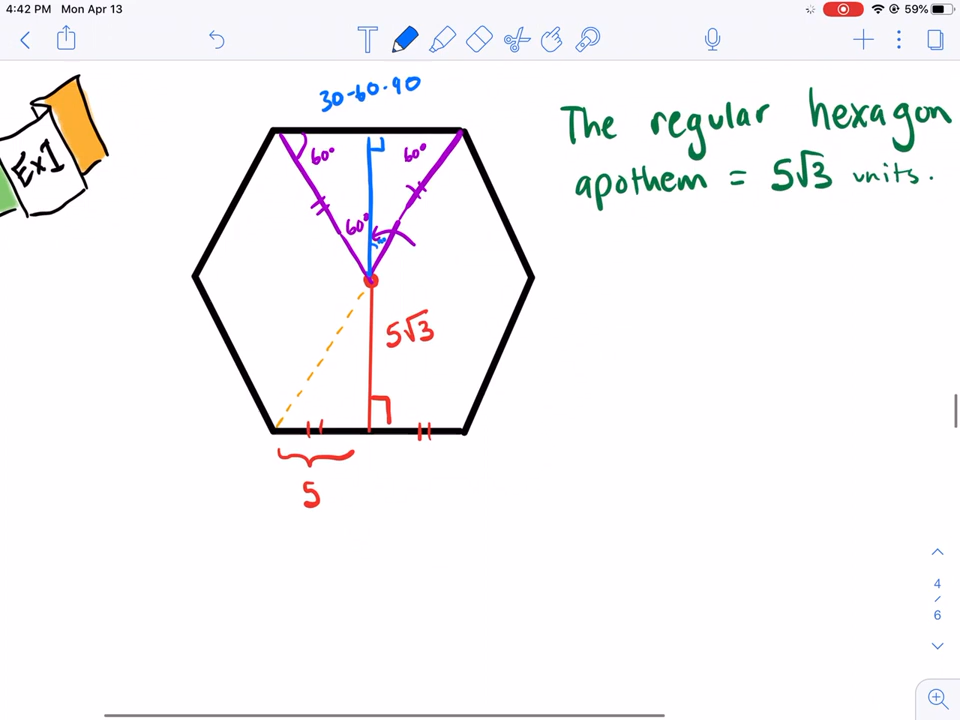 4:42 PM Mon Apr 13
59%
T
30-60-90
Ex1
The regular hexagon
apothem = 5√3 units.
60° 60°
60°
5√3
5
4
/
6